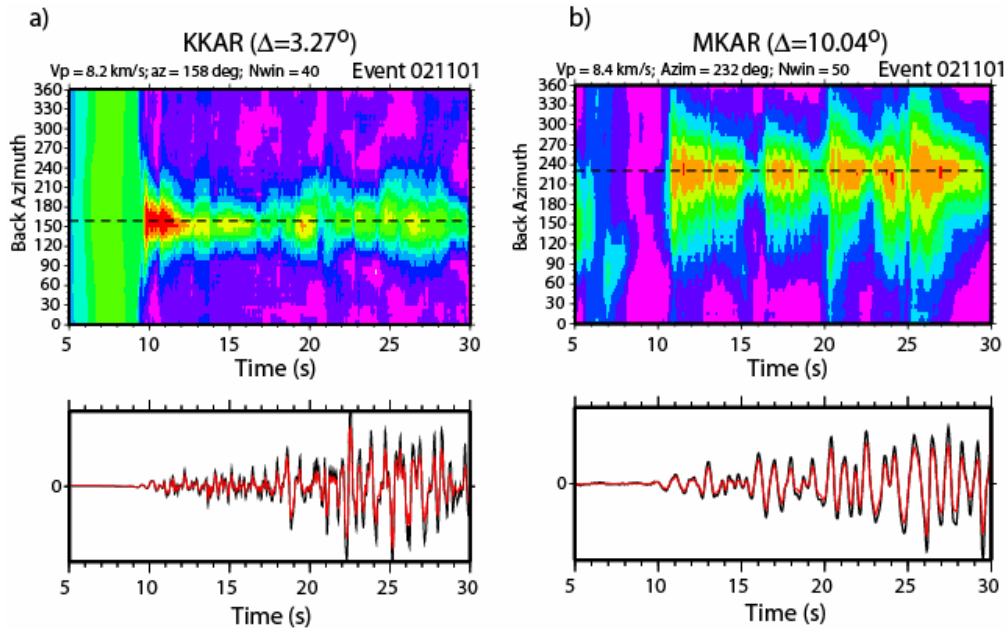 a)
KKAR (Δ=3.27º)
Vp = 8.2 km/s; az = 158 deg; Nwin = 40 Event 021101
360
330
300
270
240
210
180
150
120
90
60
30
0
Back Azimuth
5 10 15 20 25 30
Time (s)
0
5 10 15 20 25 30
Time (s)
b)
MKAR (Δ=10.04º)
Vp = 8.4 km/s; Azim = 232 deg; Nwin = 50 Event 021101
360
330
300
270
240
210
180
150
120
90
60
30
0
Back Azimuth
5 10 15 20 25 30
Time (s)
0
5 10 15 20 25 30
Time (s)